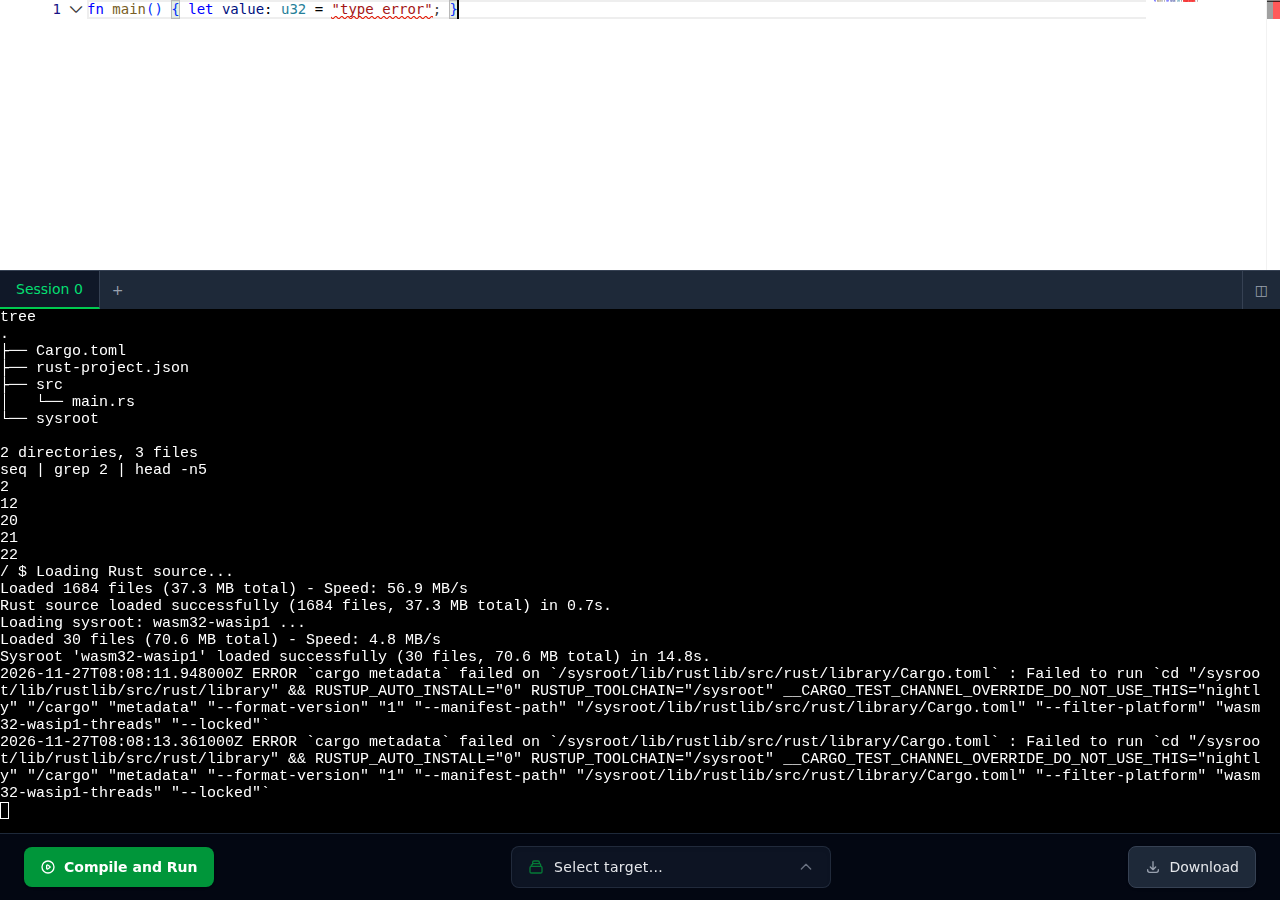 1 fn main() { let value: u32 = "type error"; }
Session 0 +
tree
.
├── Cargo.toml
├── rust-project.json
├── src
│   └── main.rs
└── sysroot
2 directories, 3 files
seq | grep 2 | head -n5
2
12
20
21
22
/ $ Loading Rust source...
Loaded 1684 files (37.3 MB total) - Speed: 56.9 MB/s
Rust source loaded successfully (1684 files, 37.3 MB total) in 0.7s.
Loading sysroot: wasm32-wasip1 ...
Loaded 30 files (70.6 MB total) - Speed: 4.8 MB/s
Sysroot 'wasm32-wasip1' loaded successfully (30 files, 70.6 MB total) in 14.8s.
2026-11-27T08:08:11.948000Z ERROR `cargo metadata` failed on `/sysroot/lib/rustlib/src/rust/library/Cargo.toml` : Failed to run `cd "/sysroo
t/lib/rustlib/src/rust/library" && RUSTUP_AUTO_INSTALL="0" RUSTUP_TOOLCHAIN="/sysroot" __CARGO_TEST_CHANNEL_OVERRIDE_DO_NOT_USE_THIS="nightl
y" "/cargo" "metadata" "--format-version" "1" "--manifest-path" "/sysroot/lib/rustlib/src/rust/library/Cargo.toml" "--filter-platform" "wasm
32-wasip1-threads" "--locked"`
2026-11-27T08:08:13.361000Z ERROR `cargo metadata` failed on `/sysroot/lib/rustlib/src/rust/library/Cargo.toml` : Failed to run `cd "/sysroo
t/lib/rustlib/src/rust/library" && RUSTUP_AUTO_INSTALL="0" RUSTUP_TOOLCHAIN="/sysroot" __CARGO_TEST_CHANNEL_OVERRIDE_DO_NOT_USE_THIS="nightl
y" "/cargo" "metadata" "--format-version" "1" "--manifest-path" "/sysroot/lib/rustlib/src/rust/library/Cargo.toml" "--filter-platform" "wasm
32-wasip1-threads" "--locked"`
Compile and Run
Select target...
Download